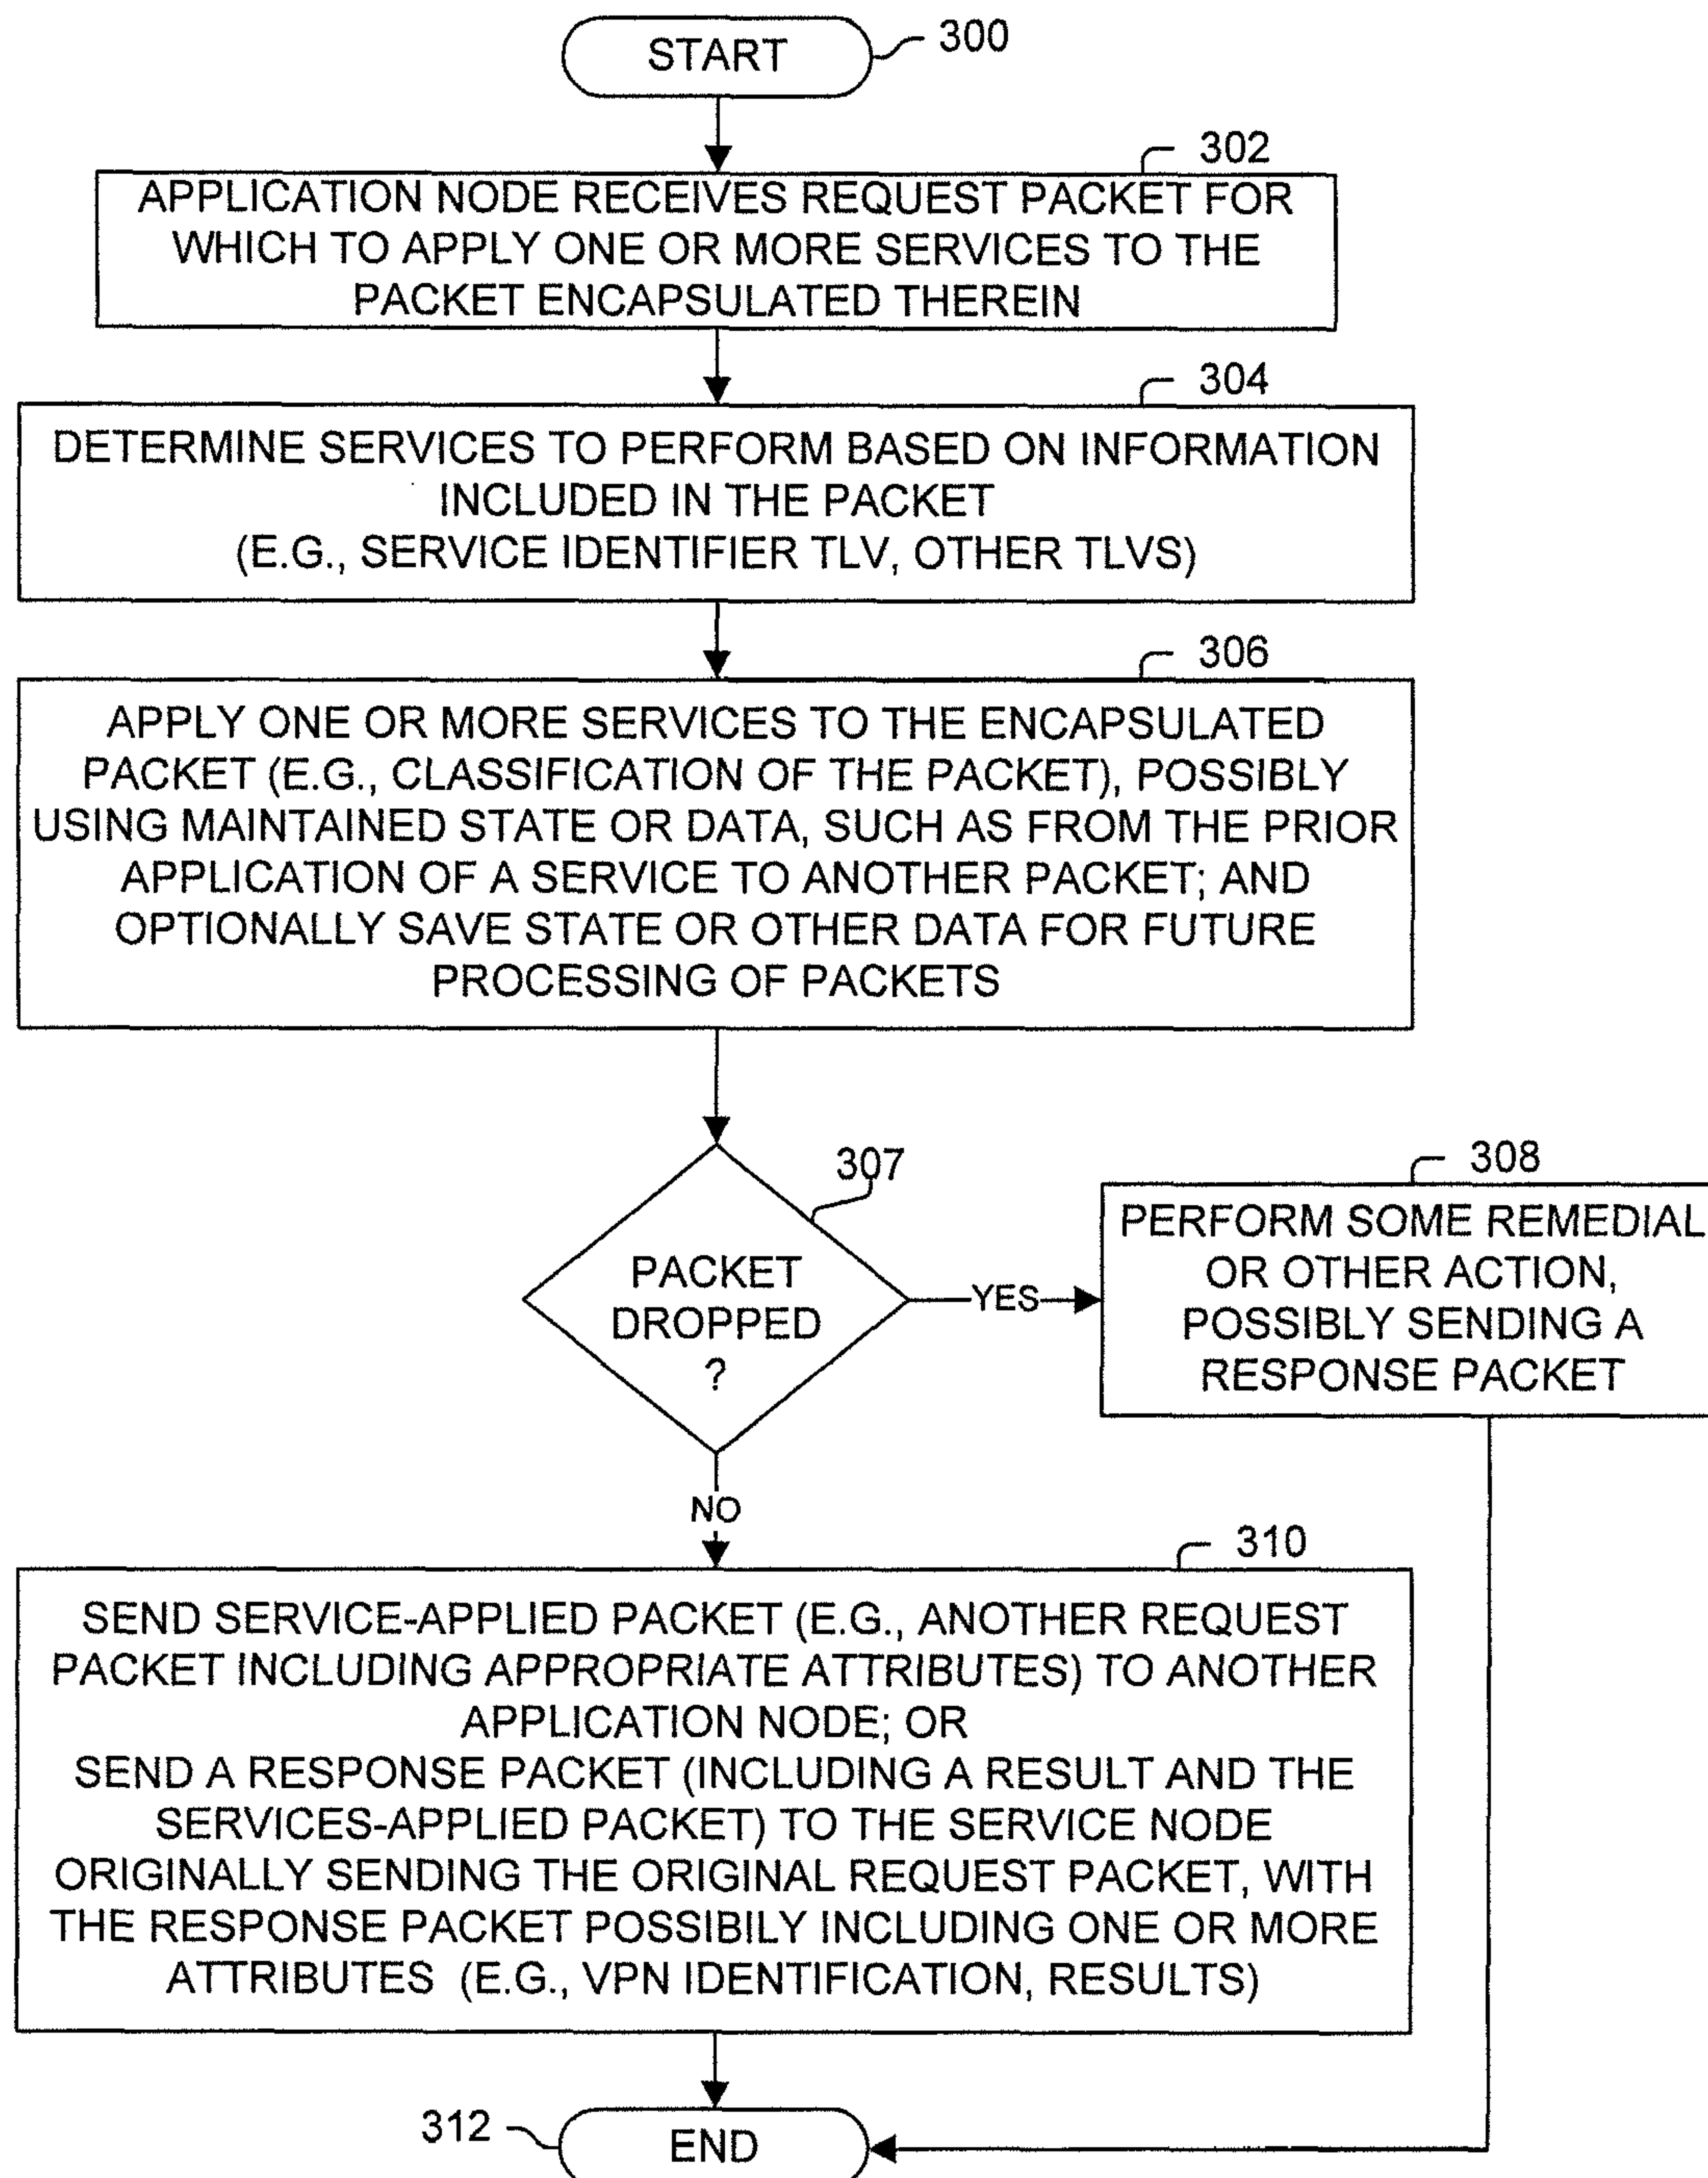 START
300
302
APPLICATION NODE RECEIVES REQUEST PACKET FOR
WHICH TO APPLY ONE OR MORE SERVICES TO THE
PACKET ENCAPSULATED THEREIN
304
DETERMINE SERVICES TO PERFORM BASED ON INFORMATION
INCLUDED IN THE PACKET
(E.G., SERVICE IDENTIFIER TLV, OTHER TLVS)
306
APPLY ONE OR MORE SERVICES TO THE ENCAPSULATED
PACKET (E.G., CLASSIFICATION OF THE PACKET), POSSIBLY
USING MAINTAINED STATE OR DATA, SUCH AS FROM THE PRIOR
APPLICATION OF A SERVICE TO ANOTHER PACKET; AND
OPTIONALLY SAVE STATE OR OTHER DATA FOR FUTURE
PROCESSING OF PACKETS
307
PACKET
DROPPED
?
YES
308
PERFORM SOME REMEDIAL
OR OTHER ACTION,
POSSIBLY SENDING A
RESPONSE PACKET
NO
310
SEND SERVICE-APPLIED PACKET (E.G., ANOTHER REQUEST
PACKET INCLUDING APPROPRIATE ATTRIBUTES) TO ANOTHER
APPLICATION NODE; OR
SEND A RESPONSE PACKET (INCLUDING A RESULT AND THE
SERVICES-APPLIED PACKET) TO THE SERVICE NODE
ORIGINALLY SENDING THE ORIGINAL REQUEST PACKET, WITH
THE RESPONSE PACKET POSSIBILY INCLUDING ONE OR MORE
ATTRIBUTES (E.G., VPN IDENTIFICATION, RESULTS)
312
END